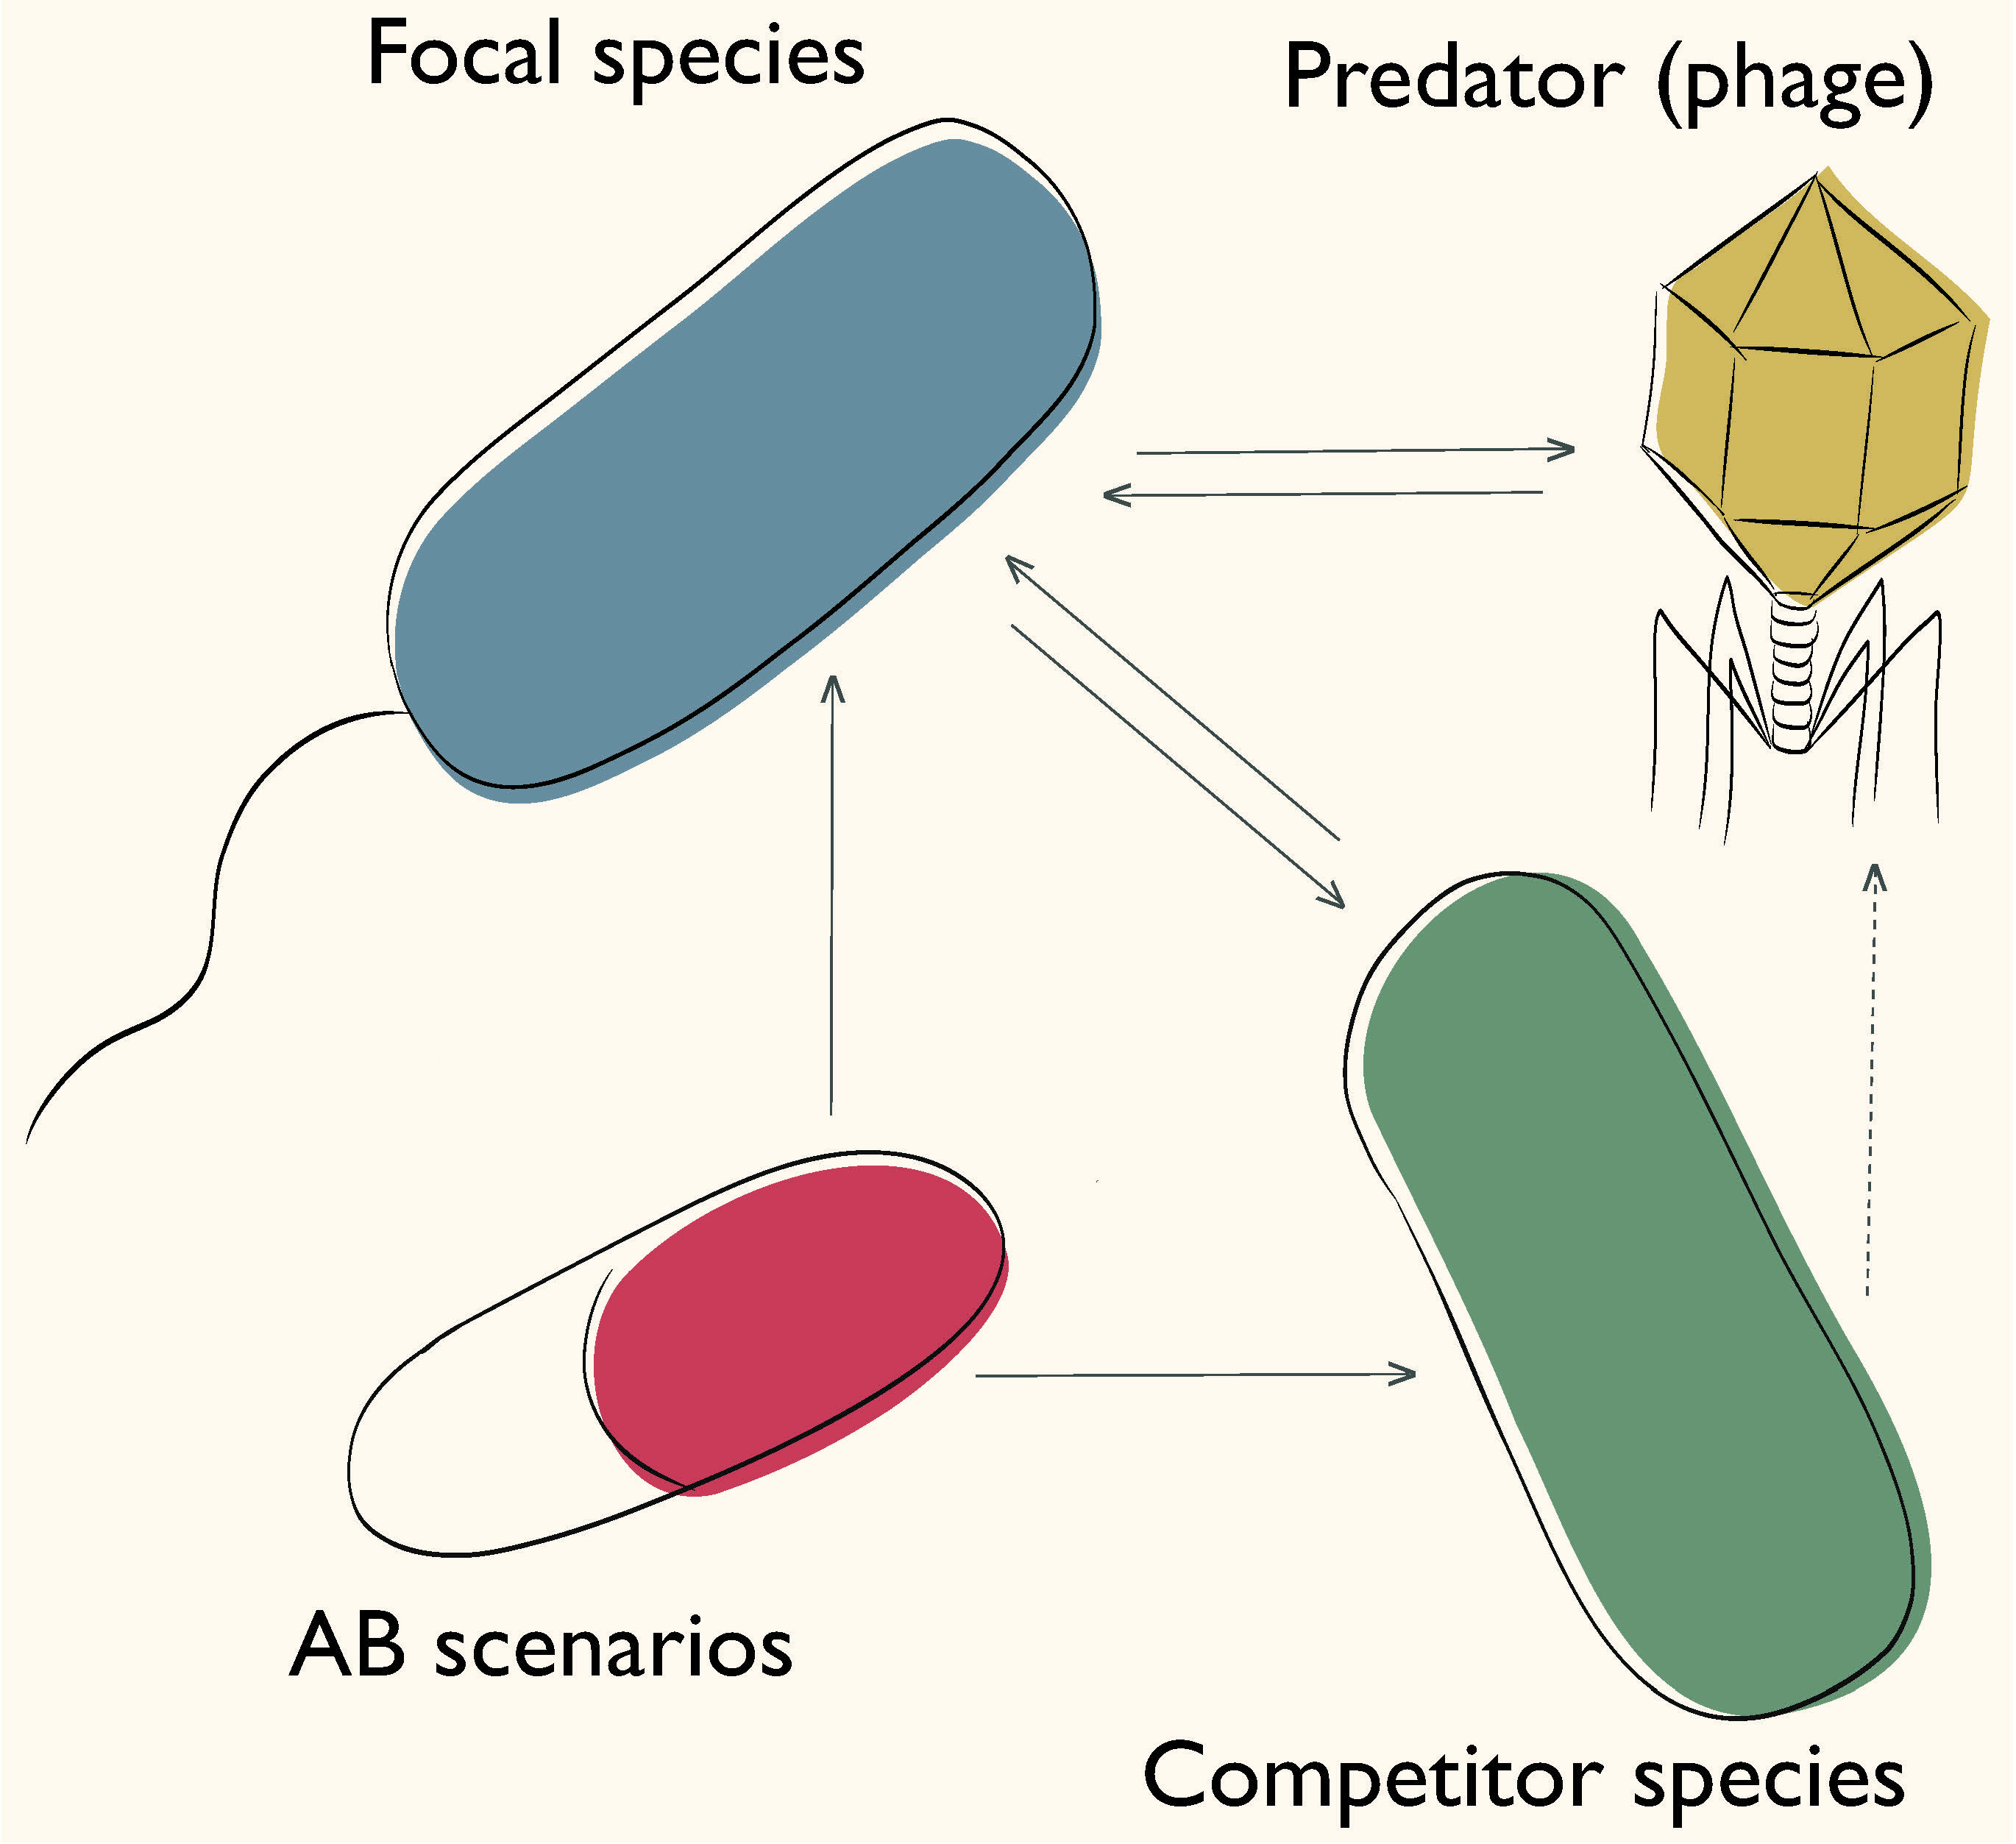 Focal species
Predator (phage)
AB scenarios
Competitor species